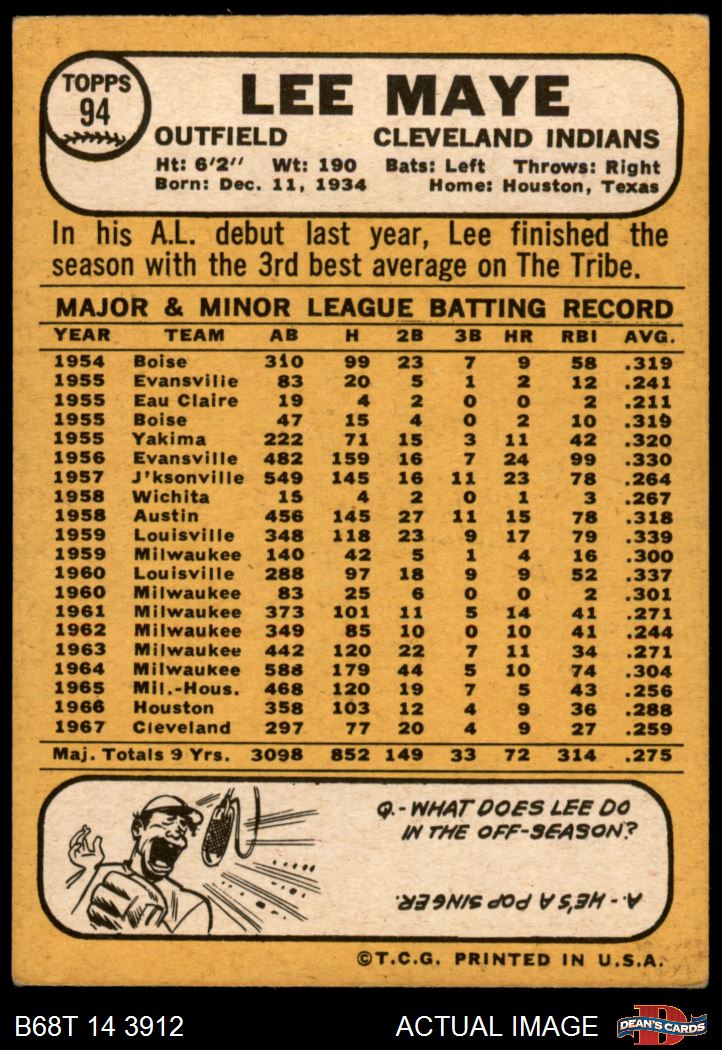 TOPPS
94
LEE MAYE
OUTFIELD CLEVELAND INDIANS
Ht: 6'2" Wt: 190 Bats: Left Throws: Right
Born: Dec. 11, 1934 Home: Houston, Texas
In his A.L. debut last year, Lee finished the
season with the 3rd best average on The Tribe.
MAJOR & MINOR LEAGUE BATTING RECORD
YEAR TEAM AB H 2B 3B HR RBI AVG.
1954 Boise 310 99 23 7 9 58 .319
1955 Evansville 83 20 5 1 2 12 .241
1955 Eau Claire 19 4 2 0 0 2 .211
1955 Boise 47 15 4 0 2 10 .319
1955 Yakima 222 71 15 3 11 42 .320
1956 Evansville 482 159 16 7 24 99 .330
1957 J'ksonville 549 145 16 11 23 78 .264
1958 Wichita 15 4 2 0 1 3 .267
1958 Austin 456 145 27 11 15 78 .318
1959 Louisville 348 118 23 9 17 79 .339
1959 Milwaukee 140 42 5 1 4 16 .300
1960 Louisville 288 97 18 9 9 52 .337
1960 Milwaukee 83 25 6 0 0 2 .301
1961 Milwaukee 373 101 11 5 14 41 .271
1962 Milwaukee 349 85 10 0 10 41 .244
1963 Milwaukee 442 120 22 7 11 34 .271
1964 Milwaukee 588 179 44 5 10 74 .304
1965 Mil.-Hous. 468 120 19 7 5 43 .256
1966 Houston 358 103 12 4 9 36 .288
1967 Cleveland 297 77 20 4 9 27 .259
Maj. Totals 9 Yrs. 3098 852 149 33 72 314 .275
Q.-WHAT DOES LEE DO
IN THE OFF-SEASON?
A.-HE'S A POP SINGER.
©T.C.G. PRINTED IN U.S.A.
B68T 14 3912 ACTUAL IMAGE D DEAN'S CARDS